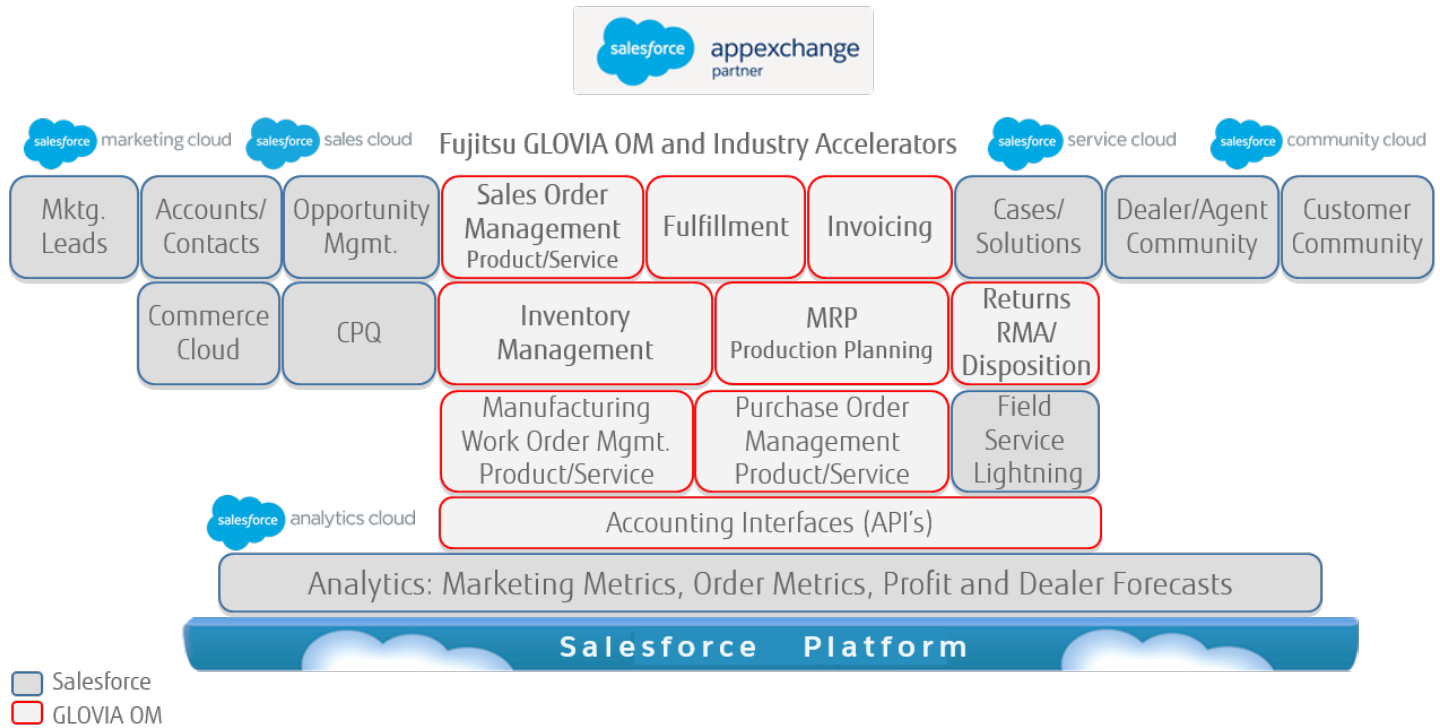 salesforce appexchange
partner
salesforce marketing cloud
salesforce sales cloud
Fujitsu GLOVIA OM and Industry Accelerators
salesforce service cloud
salesforce community cloud
Mktg.
Leads
Accounts/
Contacts
Opportunity
Mgmt.
Sales Order
Management
Product/Service
Fulfillment
Invoicing
Cases/
Solutions
Dealer/Agent
Community
Customer
Community
Commerce
Cloud
CPQ
Inventory
Management
MRP
Production Planning
Returns
RMA/
Disposition
Manufacturing
Work Order Mgmt.
Product/Service
Purchase Order
Management
Product/Service
Field
Service
Lightning
salesforce analytics cloud
Accounting Interfaces (API's)
Analytics: Marketing Metrics, Order Metrics, Profit and Dealer Forecasts
Salesforce Platform
Salesforce
GLOVIA OM